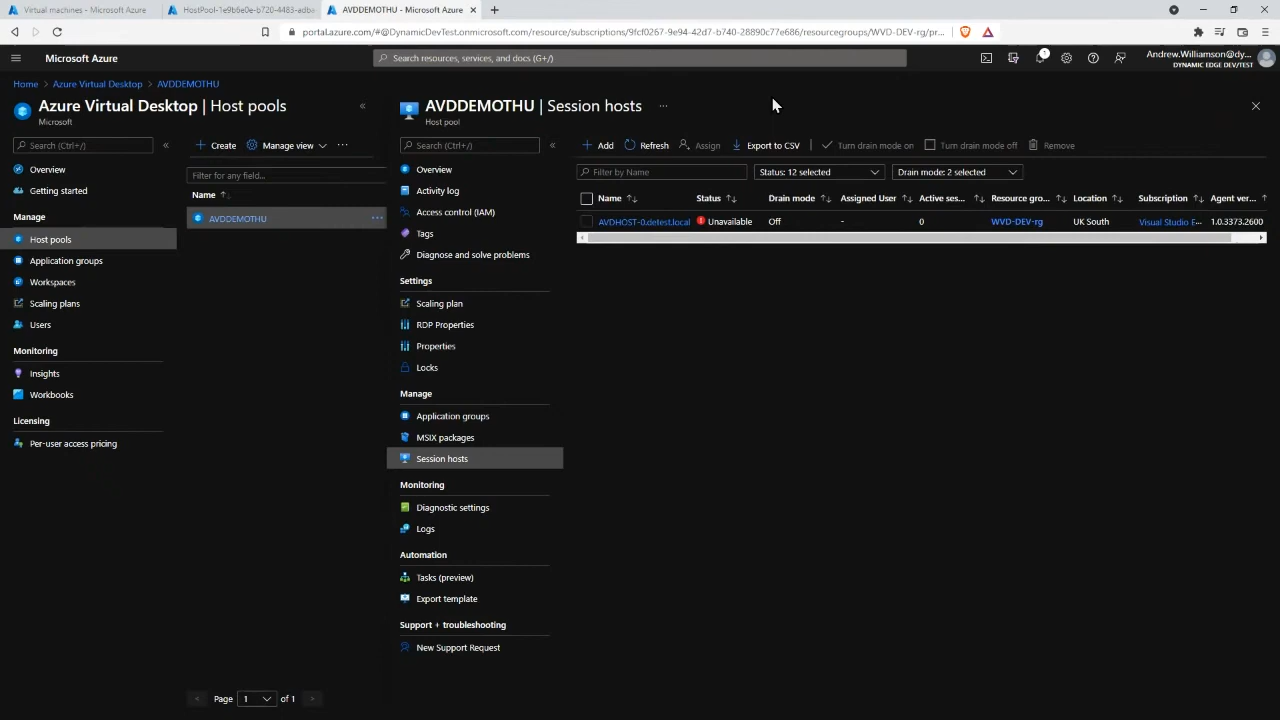 Virtual machines - Microsoft Azure
HostPool-1e9b6e0e-b720-4483-adba
AVDDEMOTHU - Microsoft Azure
portal.azure.com/#@DynamicDevTest.onmicrosoft.com/resource/subscriptions/9fcf0267-9e94-42d7-b740-28890c77e686/resourcegroups/WVD-DEV-rg/pr...
Microsoft Azure
Search resources, services, and docs (G+/)
1
Andrew.Williamson@dy...
DYNAMIC EDGE DEV/TEST
Home > Azure Virtual Desktop > AVDDEMOTHU
Azure Virtual Desktop | Host pools
Microsoft
Search (Ctrl+/)
Overview
Getting started
Manage
Host pools
Application groups
Workspaces
Scaling plans
Users
Monitoring
Insights
Workbooks
Licensing
Per-user access pricing
Create Manage view ...
Filter for any field...
Name
AVDDEMOTHU
Page 1 of 1
AVDDEMOTHU | Session hosts ...
Host pool
Search (Ctrl+/)
Overview
Activity log
Access control (IAM)
Tags
Diagnose and solve problems
Settings
Scaling plan
RDP Properties
Properties
Locks
Manage
Application groups
MSIX packages
Session hosts
Monitoring
Diagnostic settings
Logs
Automation
Tasks (preview)
Export template
Support + troubleshooting
New Support Request
Add Refresh Assign Export to CSV Turn drain mode on Turn drain mode off Remove
Filter by Name Status: 12 selected Drain mode: 2 selected
Name Status Drain mode Assigned User Active ses... Resource gro... Location Subscription Agent ver...
AVDHOST-0.detest.local Unavailable Off - 0 WVD-DEV-rg UK South Visual Studio E... 1.0.3373.2600